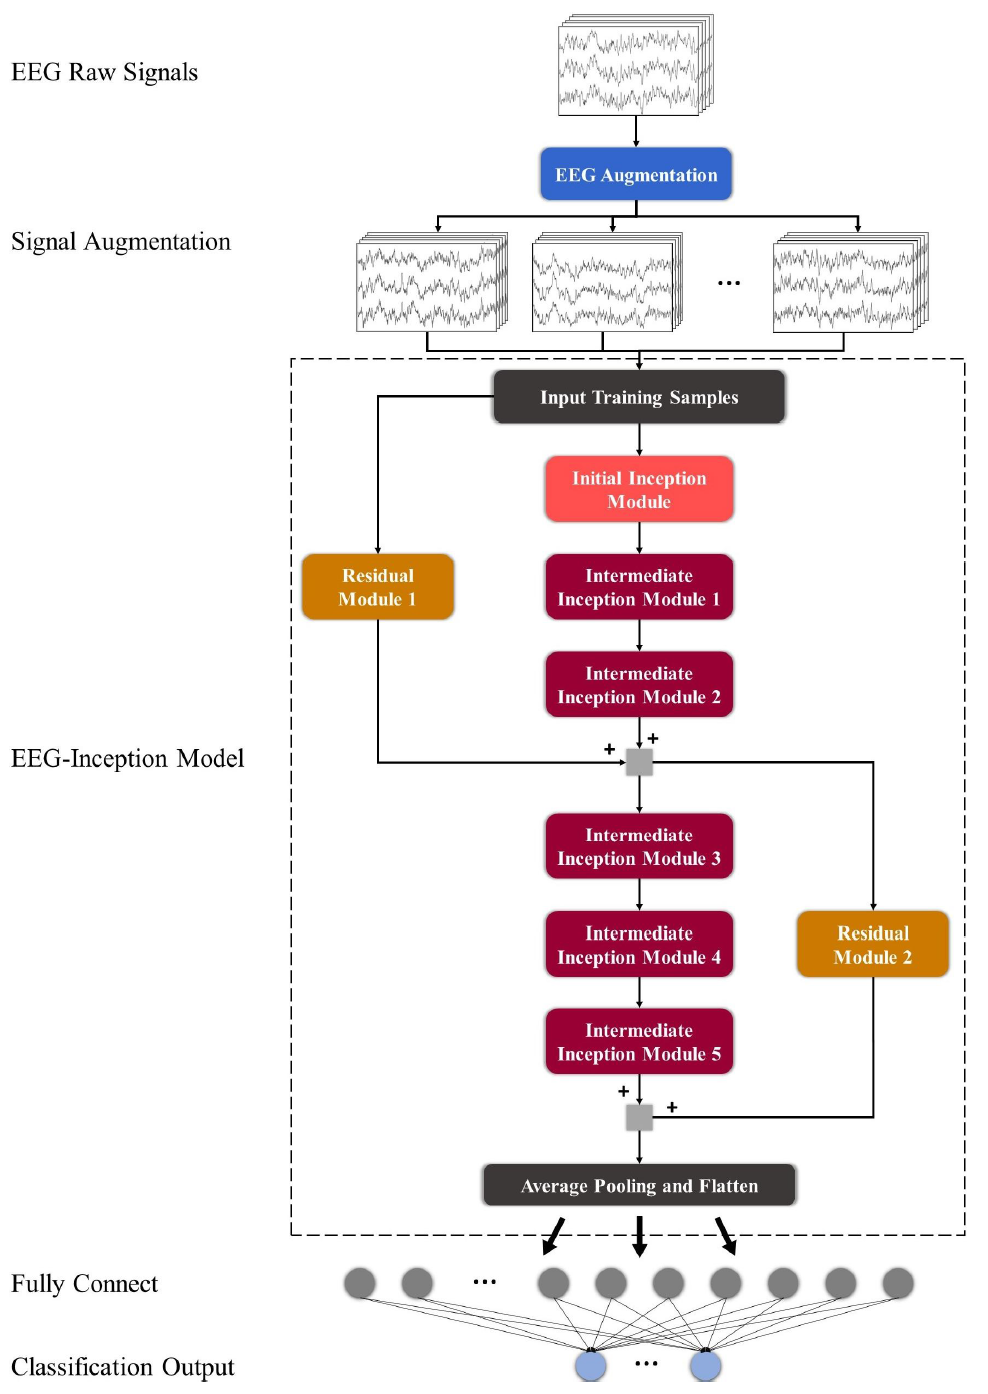 EEG Raw Signals
EEG Augmentation
Signal Augmentation
...
Input Training Samples
Initial Inception
Module
Residual
Module 1
Intermediate
Inception Module 1
Intermediate
Inception Module 2
+
+
EEG-Inception Model
Intermediate
Inception Module 3
Intermediate
Inception Module 4
Residual
Module 2
Intermediate
Inception Module 5
+
+
Average Pooling and Flatten
Fully Connect
...
Classification Output
...